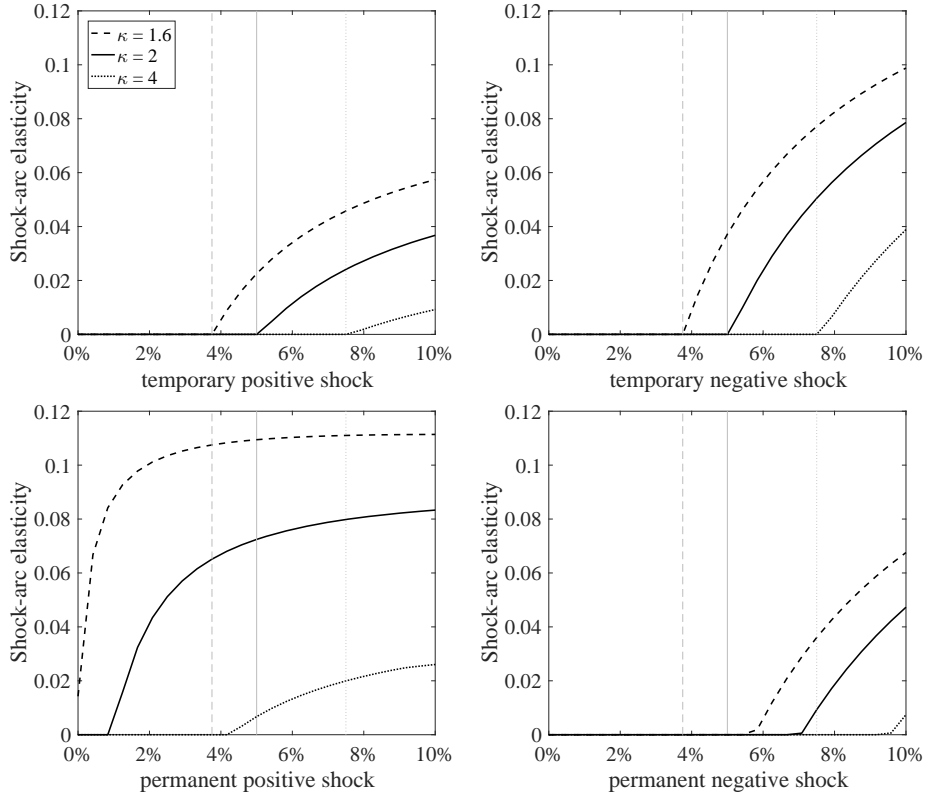 0.12
0.1
0.08
0.06
0.04
0.02
0
Shock-arc elasticity
κ = 1.6
κ = 2
κ = 4
0% 2% 4% 6% 8% 10%
temporary positive shock
0.12
0.1
0.08
0.06
0.04
0.02
0
Shock-arc elasticity
0% 2% 4% 6% 8% 10%
temporary negative shock
0.12
0.1
0.08
0.06
0.04
0.02
0
Shock-arc elasticity
0% 2% 4% 6% 8% 10%
permanent positive shock
0.12
0.1
0.08
0.06
0.04
0.02
0
Shock-arc elasticity
0% 2% 4% 6% 8% 10%
permanent negative shock